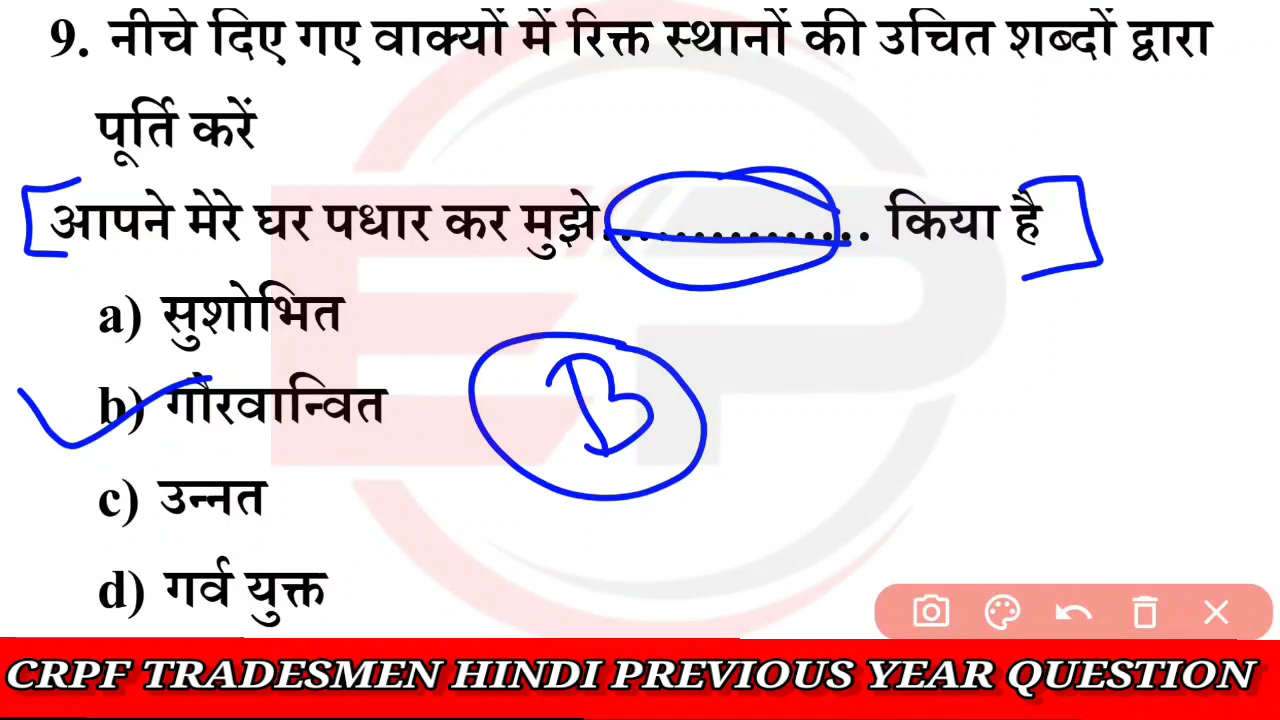 9. नीचे दिए गए वाक्यों में रिक्त स्थानों की उचित शब्दों द्वारा
पूर्ति करें
आपने मेरे घर पधार कर मुझे................ किया है
a) सुशोभित
b) गौरवान्वित
B
c) उन्नत
d) गर्व युक्त
CRPF TRADESMEN HINDI PREVIOUS YEAR QUESTION